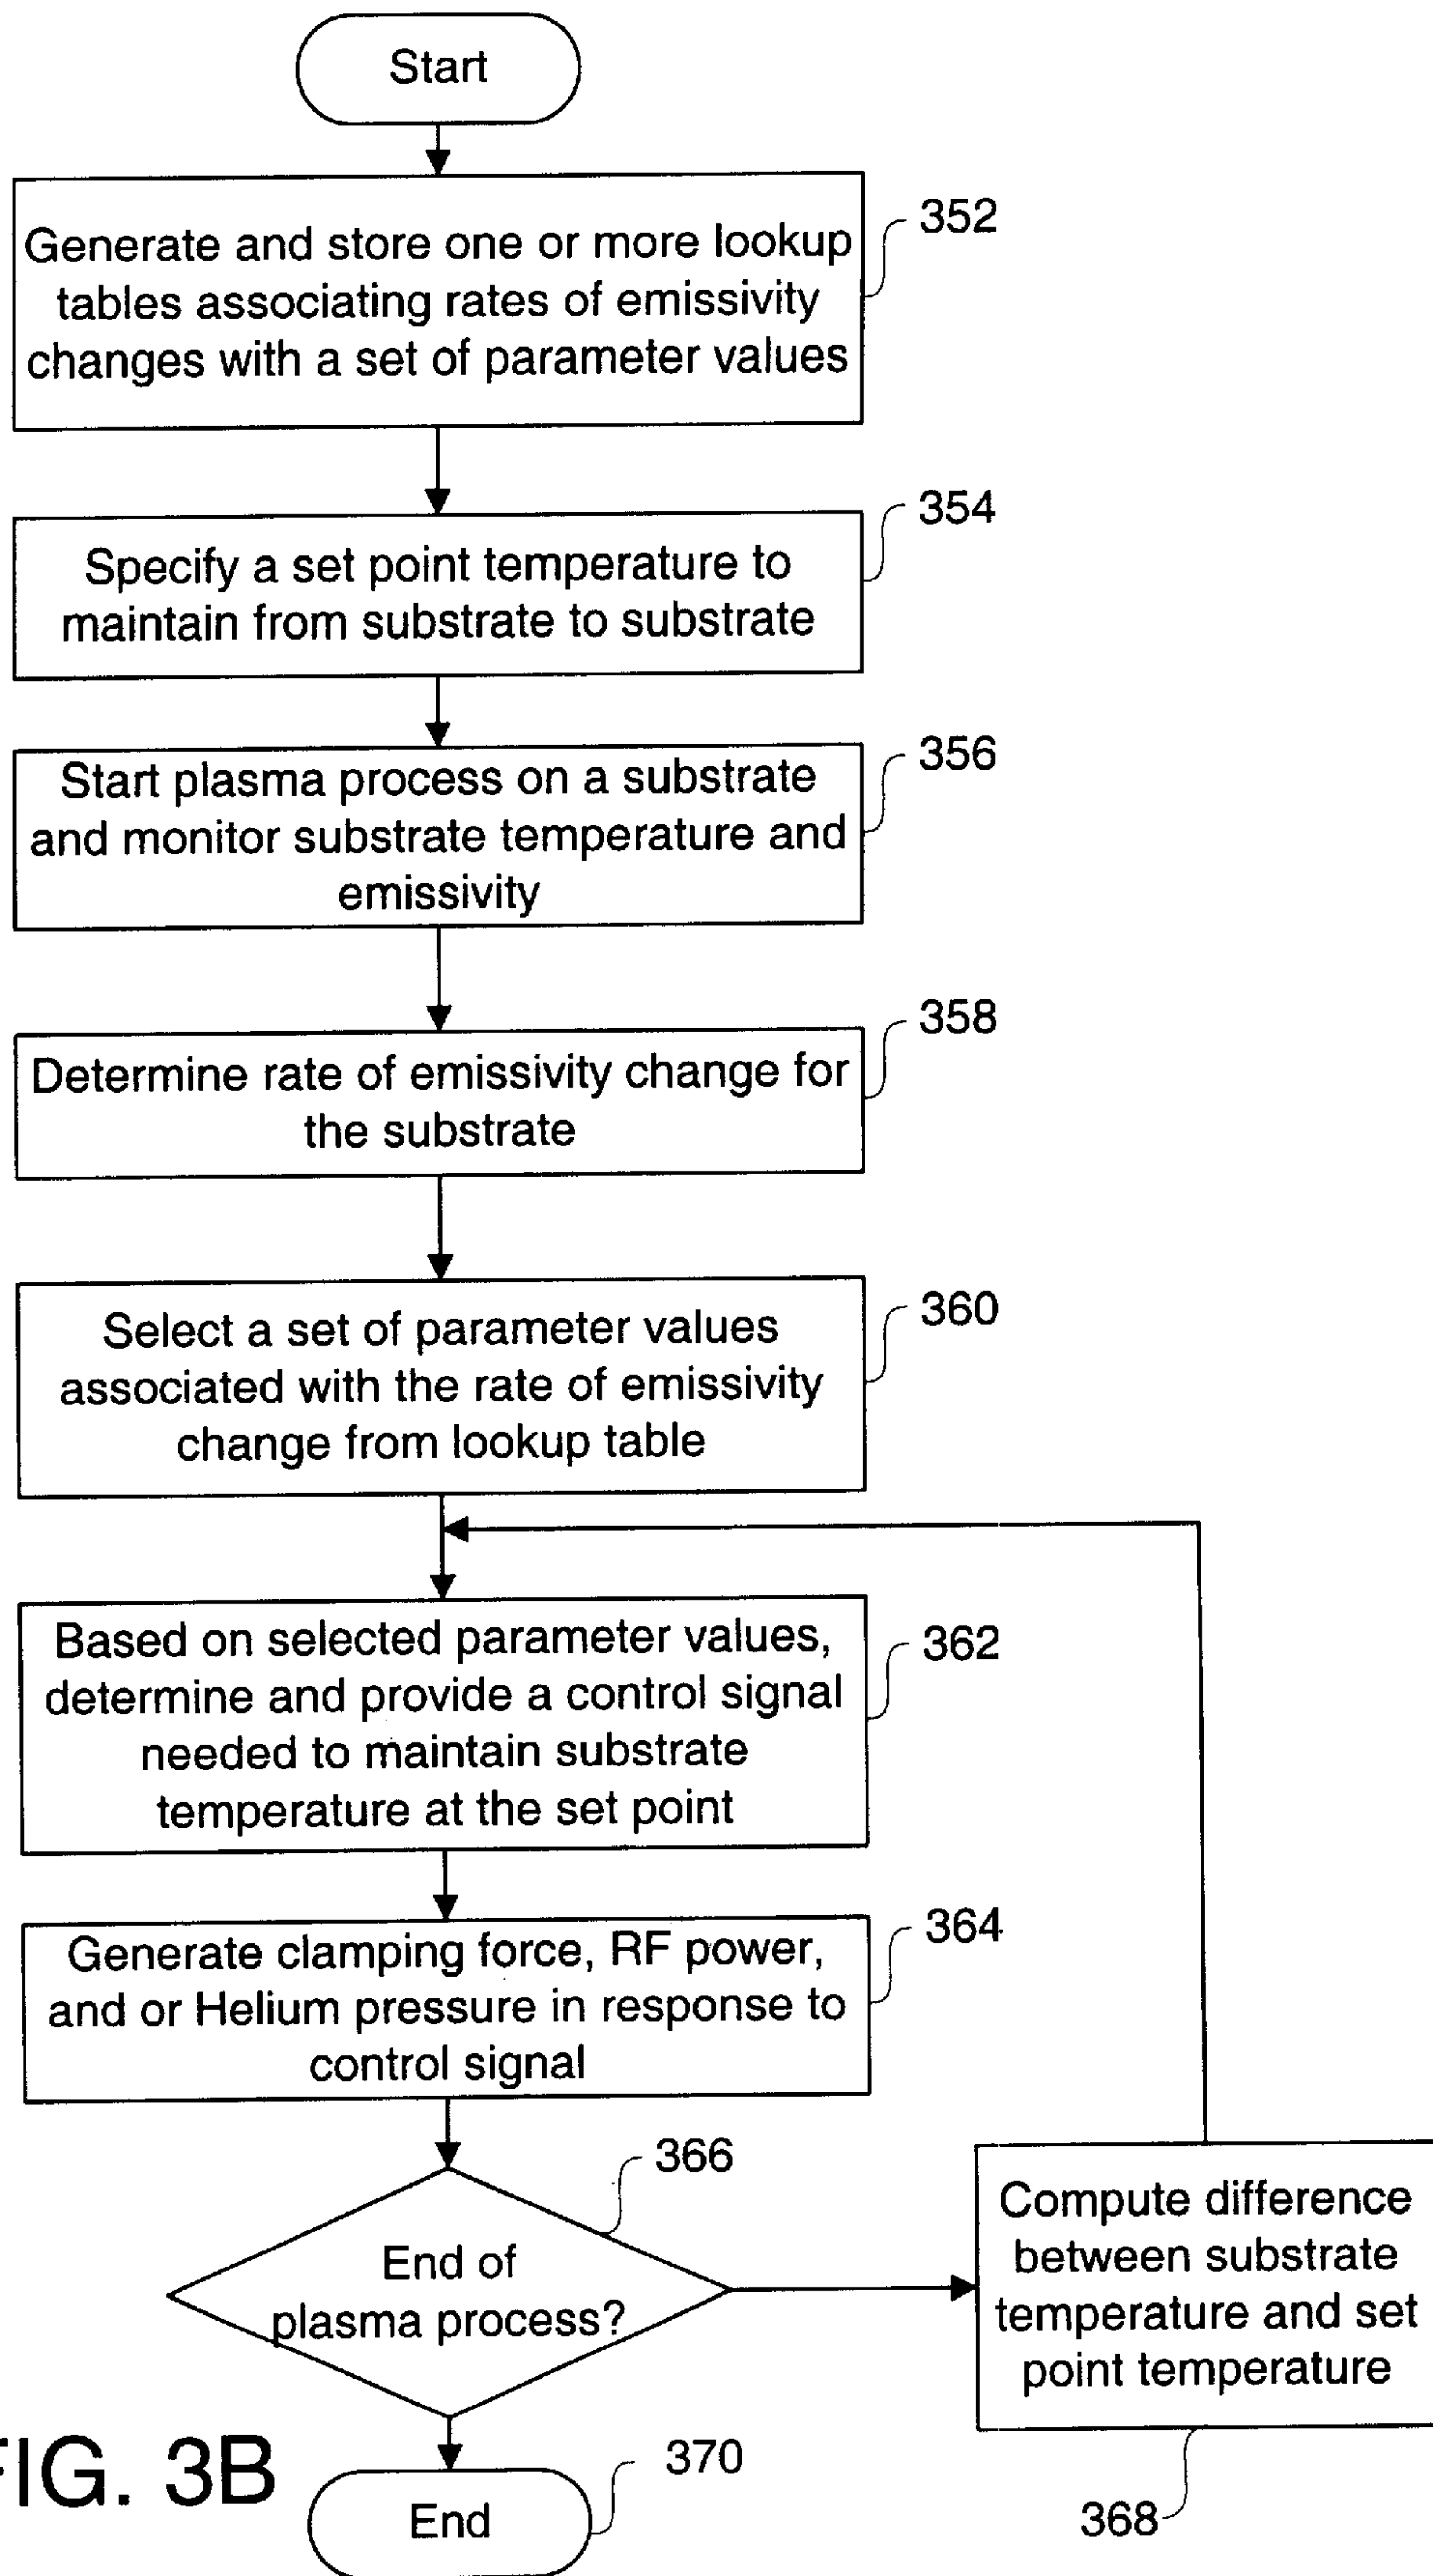 Start
352
Generate and store one or more lookup
tables associating rates of emissivity
changes with a set of parameter values
354
Specify a set point temperature to
maintain from substrate to substrate
356
Start plasma process on a substrate
and monitor substrate temperature and
emissivity
358
Determine rate of emissivity change for
the substrate
360
Select a set of parameter values
associated with the rate of emissivity
change from lookup table
362
Based on selected parameter values,
determine and provide a control signal
needed to maintain substrate
temperature at the set point
364
Generate clamping force, RF power,
and or Helium pressure in response to
control signal
366
End of
plasma process?
Compute difference
between substrate
temperature and set
point temperature
368
FIG. 3B
370
End